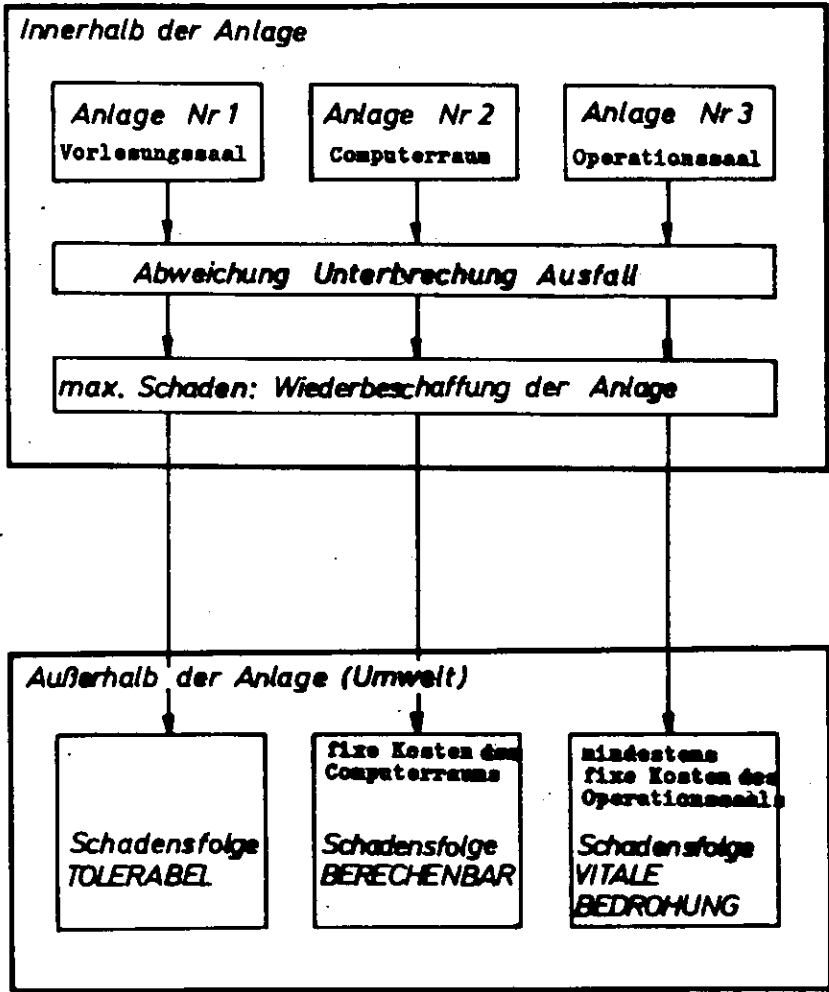 Innerhalb der Anlage
Anlage Nr 1
Vorlesungssaal
Anlage Nr 2
Computerraum
Anlage Nr 3
Operationssaal
Abweichung Unterbrechung Ausfall
max. Schaden: Wiederbeschaffung der Anlage
Außerhalb der Anlage (Umwelt)
Schadensfolge
TOLERABEL
fixe Kosten des
Computerraums
Schadensfolge
BERECHENBAR
mindestens
fixe Kosten des
Operationssaals
Schadensfolge
VITALE
BEDROHUNG